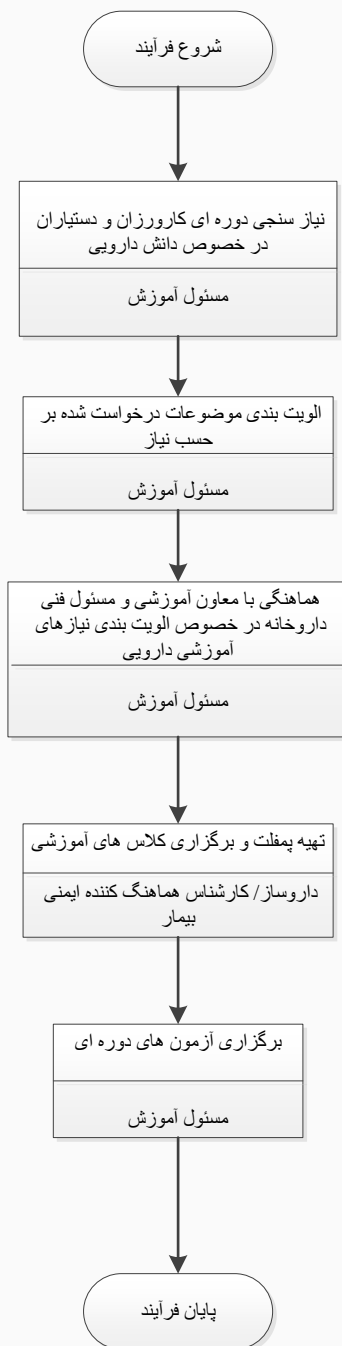 شروع فرآیند
نیاز سنجی دوره ای کارورزان و دستیاران
در خصوص دانش دارویی
مسئول آموزش
الویت بندی موضوعات درخواست شده بر
حسب نیاز
مسئول آموزش
هماهنگی با معاون آموزشی و مسئول فنی
داروخانه در خصوص الویت بندی نیازهای
آموزشی دارویی
مسئول آموزش
تهیه پمفلت و برگزاری کلاس های آموزشی
داروساز/ کارشناس هماهنگ کننده ایمنی
بیمار
برگزاری آزمون های دوره ای
مسئول آموزش
پایان فرآیند